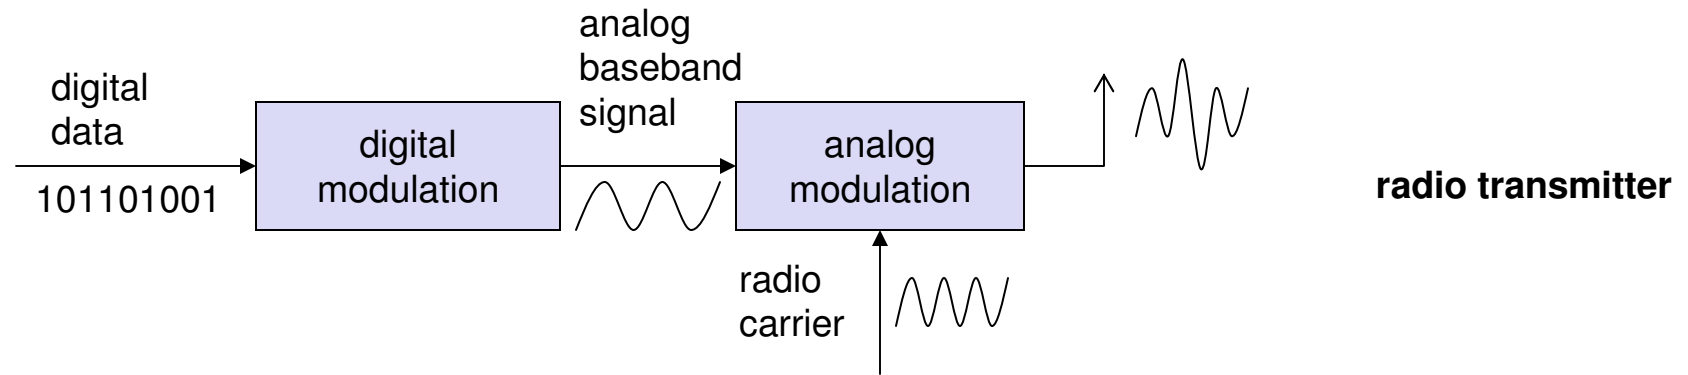 digital
data
101101001
digital
modulation
analog
baseband
signal
analog
modulation
radio
carrier
radio transmitter